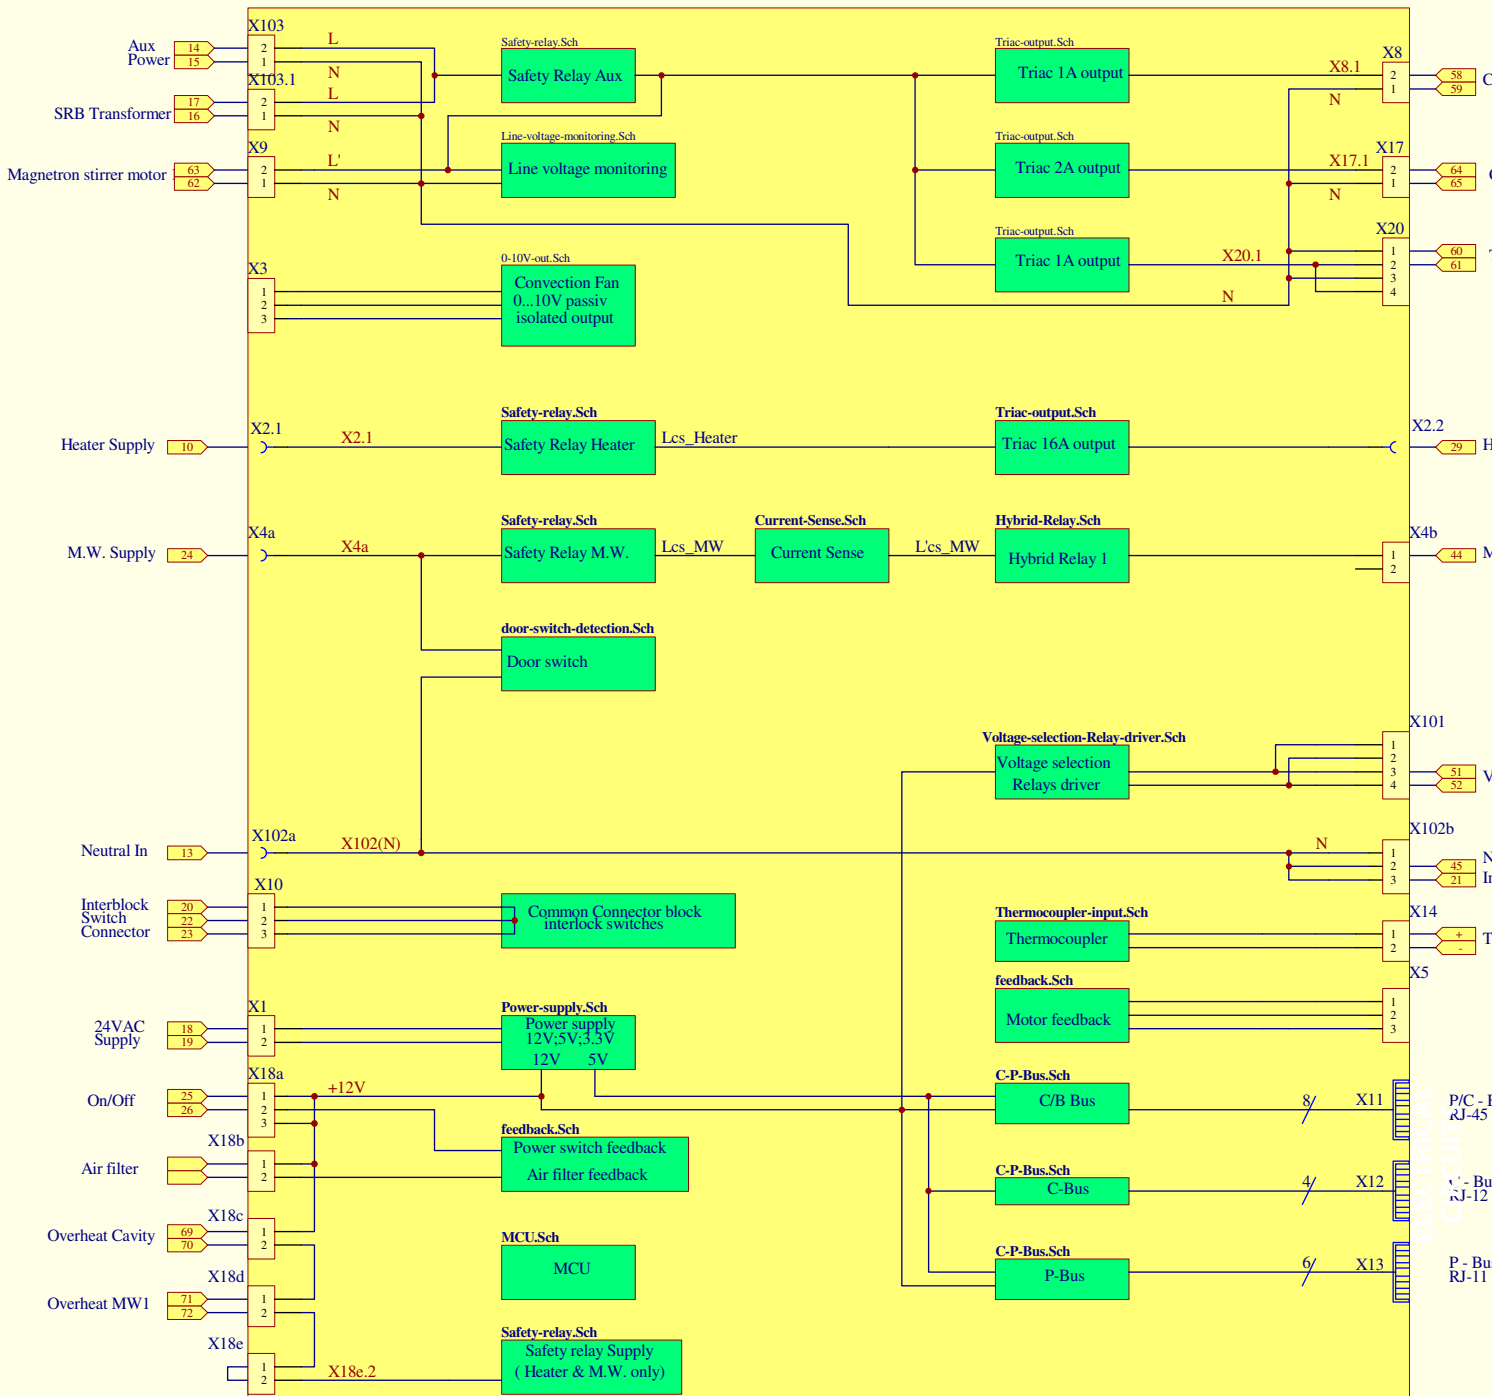 X103
Aux
Power
14
15
2
1
L
N
Safety-relay.Sch
Safety Relay Aux
Triac-output.Sch
Triac 1A output
X8.1
N
X8
2
1
58
59
C
X103.1
SRB Transformer
17
16
2
1
L
N
X9
Magnetron stirrer motor
63
62
2
1
L'
N
Line-voltage-monitoring.Sch
Line voltage monitoring
Triac-output.Sch
Triac 2A output
X17.1
N
X17
2
1
64
65
Triac-output.Sch
Triac 1A output
X20.1
N
X20
1
2
3
4
60
61
X3
1
2
3
0-10V-out.Sch
Convection Fan
0...10V passiv
isolated output
Heater Supply
10
X2.1
X2.1
Safety-relay.Sch
Safety Relay Heater
Lcs_Heater
Triac-output.Sch
Triac 16A output
X2.2
29
H
M.W. Supply
24
X4a
X4a
Safety-relay.Sch
Safety Relay M.W.
Lcs_MW
Current-Sense.Sch
Current Sense
L'cs_MW
Hybrid-Relay.Sch
Hybrid Relay 1
X4b
1
2
44
M
door-switch-detection.Sch
Door switch
Voltage-selection-Relay-driver.Sch
Voltage selection
Relays driver
X101
1
2
3
4
51
52
V
Neutral In
13
X102a
X102(N)
N
X102b
1
2
3
45
21
N
In
Interblock
Switch
Connector
20
22
23
X10
1
2
3
Common Connector block
interlock switches
Thermocoupler-input.Sch
Thermocoupler
X14
1
2
+
-
T
feedback.Sch
Motor feedback
X5
1
2
3
24VAC
Supply
18
19
X1
1
2
Power-supply.Sch
Power supply
12V;5V;3.3V
12V 5V
On/Off
25
26
X18a
1
2
3
+12V
C-P-Bus.Sch
C/B Bus
8
X11
P/C -
RJ-45
X18b
Air filter
1
2
feedback.Sch
Power switch feedback
Air filter feedback
C-P-Bus.Sch
C-Bus
4
X12
- Bus
RJ-12
ELECTRICAL
CIRCUIT
X18c
Overheat Cavity
69
70
1
2
MCU.Sch
MCU
C-P-Bus.Sch
P-Bus
6
X13
P - Bus
RJ-11
X18d
Overheat MW1
71
72
1
2
X18e
1
2
X18e.2
Safety-relay.Sch
Safety relay Supply
( Heater & M.W. only)